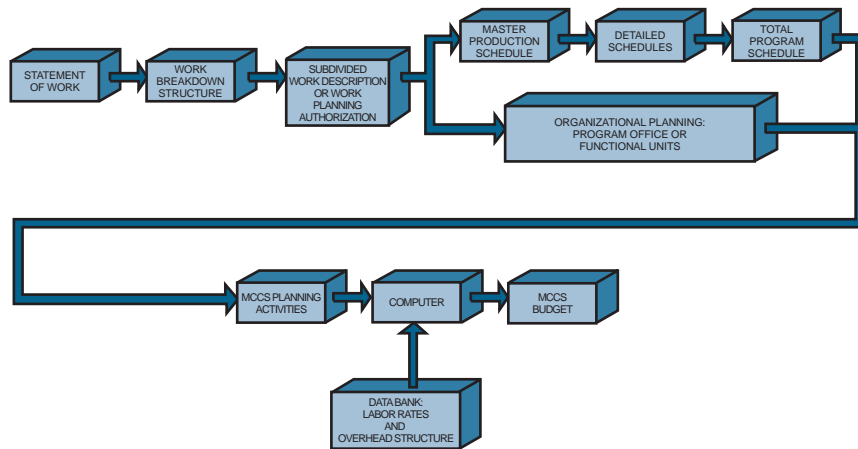 STATEMENT
OF WORK
WORK
BREAKDOWN
STRUCTURE
SUBDIVIDED
WORK DESCRIPTION
OR WORK
PLANNING
AUTHORIZATION
MASTER
PRODUCTION
SCHEDULE
DETAILED
SCHEDULES
TOTAL
PROGRAM
SCHEDULE
ORGANIZATIONAL PLANNING:
PROGRAM OFFICE OR
FUNCTIONAL UNITS
MCCS PLANNING
ACTIVITIES
COMPUTER
MCCS
BUDGET
DATA BANK:
LABOR RATES
AND
OVERHEAD STRUCTURE